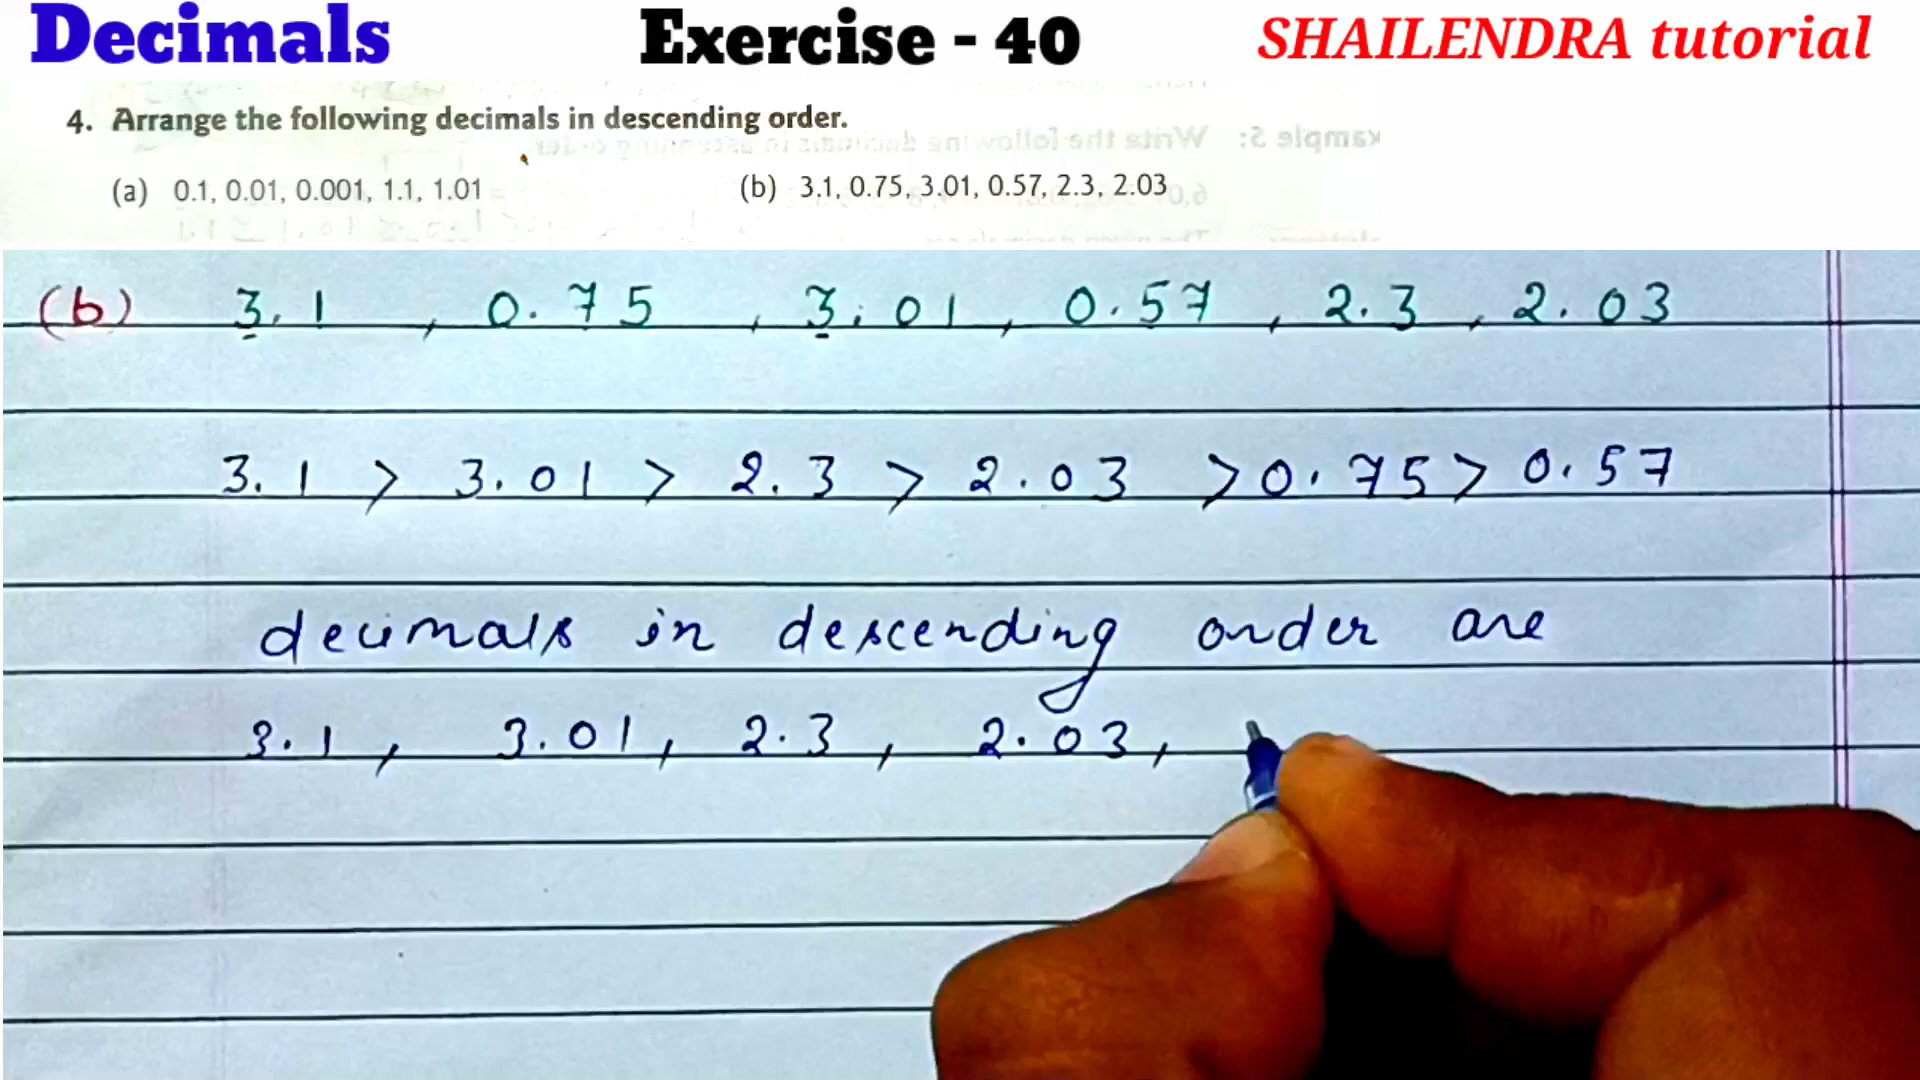 Decimals Exercise - 40 SHAILENDRA tutorial
4. Arrange the following decimals in descending order.
(a) 0.1, 0.01, 0.001, 1.1, 1.01 (b) 3.1, 0.75, 3.01, 0.57, 2.3, 2.03
(b) 3.1 , 0.75 , 3.01 , 0.57 , 2.3 , 2.03
3.1 > 3.01 > 2.3 > 2.03 > 0.75 > 0.57
decimals in descending order are
3.1 , 3.01 , 2.3 , 2.03 ,